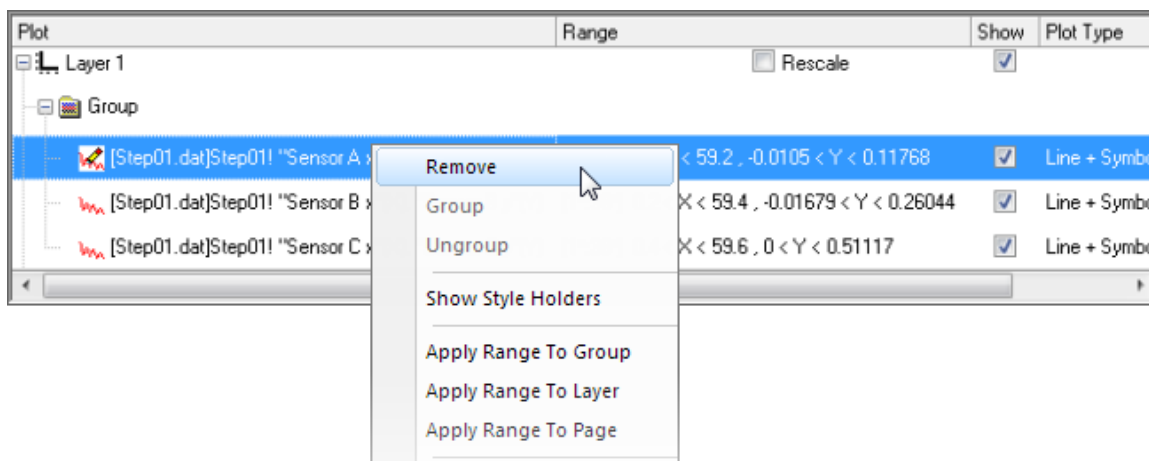 Plot Range Show Plot Type
Layer 1 Rescale
Group
[Step01.dat]Step01! "Sensor A x < 59.2 , -0.0105 < Y < 0.11768 Line + Symbo
[Step01.dat]Step01! "Sensor B x X < 59.4 , -0.01679 < Y < 0.26044 Line + Symbo
[Step01.dat]Step01! "Sensor C x X < 59.6 , 0 < Y < 0.51117 Line + Symbo
Remove
Group
Ungroup
Show Style Holders
Apply Range To Group
Apply Range To Layer
Apply Range To Page